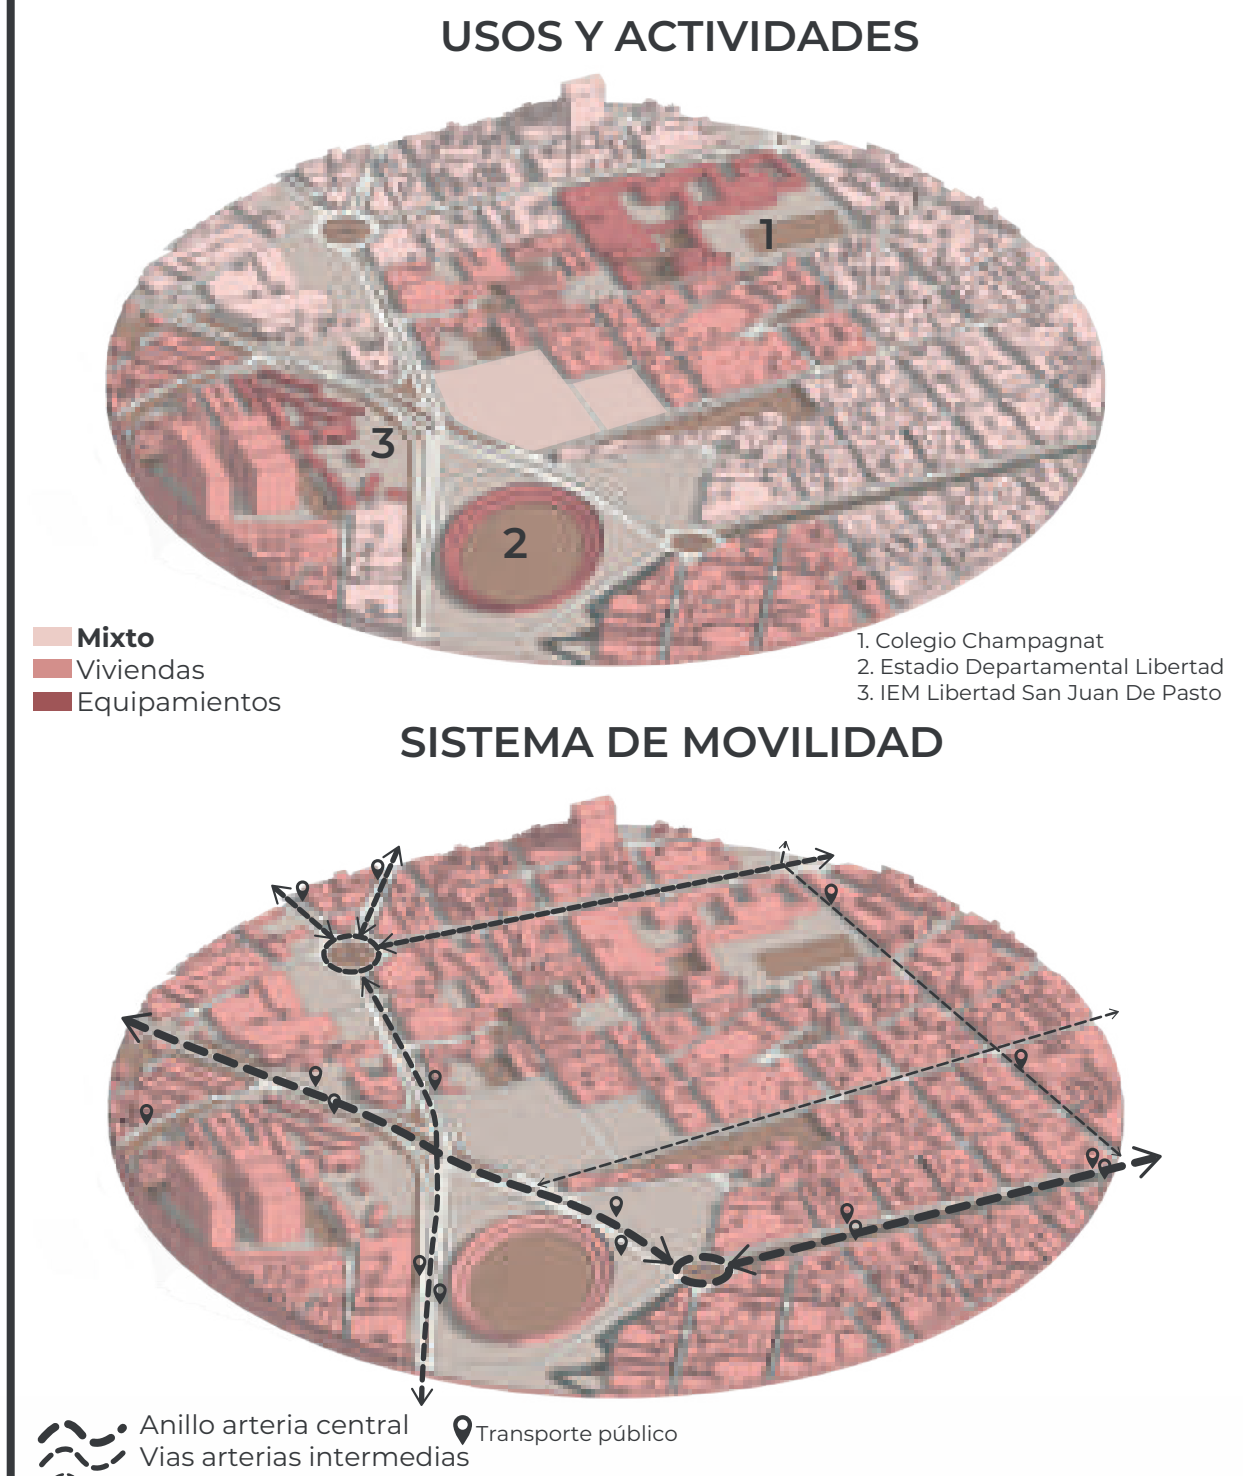 USOS Y ACTIVIDADES
1
3
2
Mixto
Viviendas
Equipamientos
1. Colegio Champagnat
2. Estadio Departamental Libertad
3. IEM Libertad San Juan De Pasto
SISTEMA DE MOVILIDAD
Anillo arteria central
Transporte público
Vias arterias intermedias